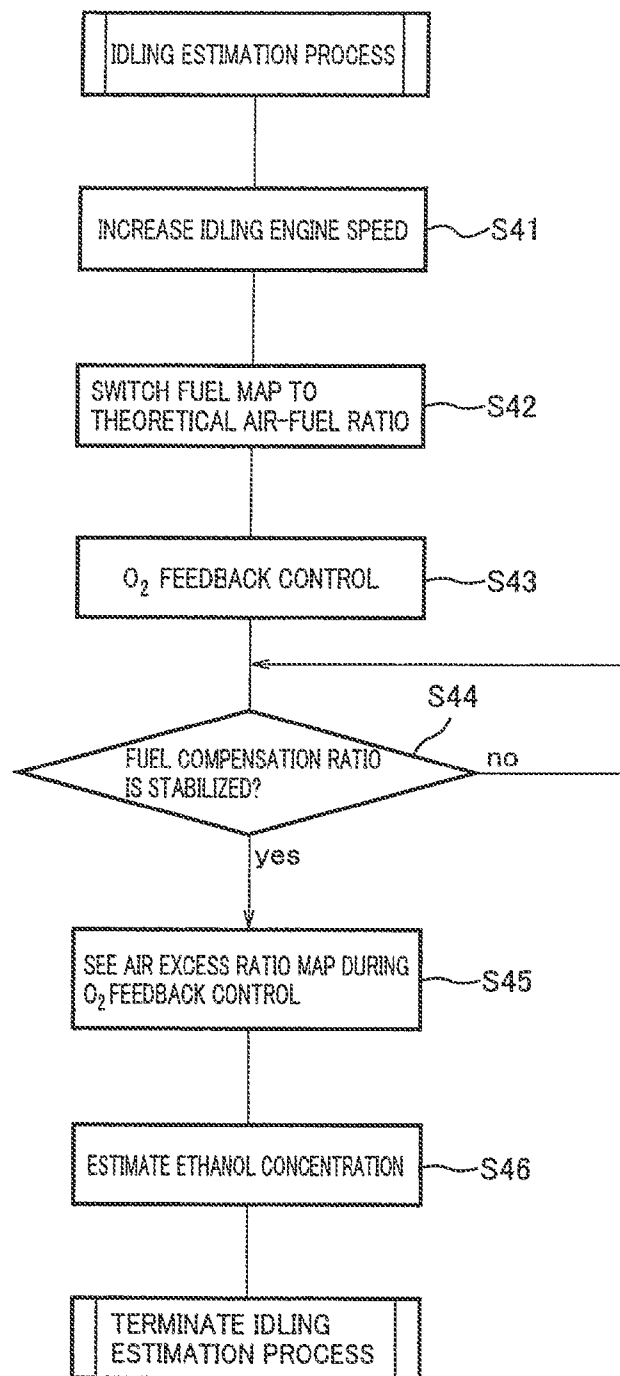 IDLING ESTIMATION PROCESS
INCREASE IDLING ENGINE SPEED
S41
SWITCH FUEL MAP TO
THEORETICAL AIR-FUEL RATIO
S42
O₂ FEEDBACK CONTROL
S43
S44
FUEL COMPENSATION RATIO
IS STABILIZED?
no
yes
SEE AIR EXCESS RATIO MAP DURING
O₂ FEEDBACK CONTROL
S45
ESTIMATE ETHANOL CONCENTRATION
S46
TERMINATE IDLING
ESTIMATION PROCESS